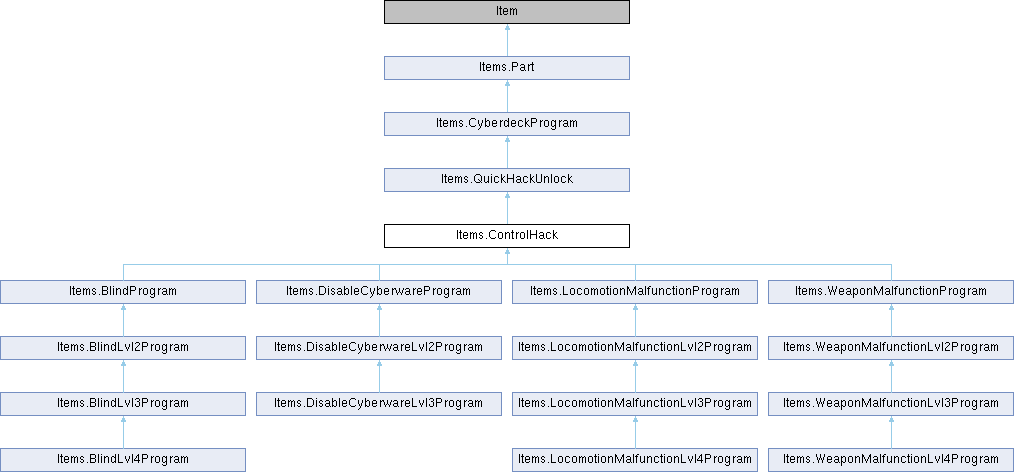 Item
Items.Part
Items.CyberdeckProgram
Items.QuickHackUnlock
Items.ControlHack
Items.BlindProgram
Items.DisableCyberwareProgram
Items.LocomotionMalfunctionProgram
Items.WeaponMalfunctionProgram
Items.BlindLvl2Program
Items.DisableCyberwareLvl2Program
Items.LocomotionMalfunctionLvl2Program
Items.WeaponMalfunctionLvl2Program
Items.BlindLvl3Program
Items.DisableCyberwareLvl3Program
Items.LocomotionMalfunctionLvl3Program
Items.WeaponMalfunctionLvl3Program
Items.BlindLvl4Program
Items.LocomotionMalfunctionLvl4Program
Items.WeaponMalfunctionLvl4Program